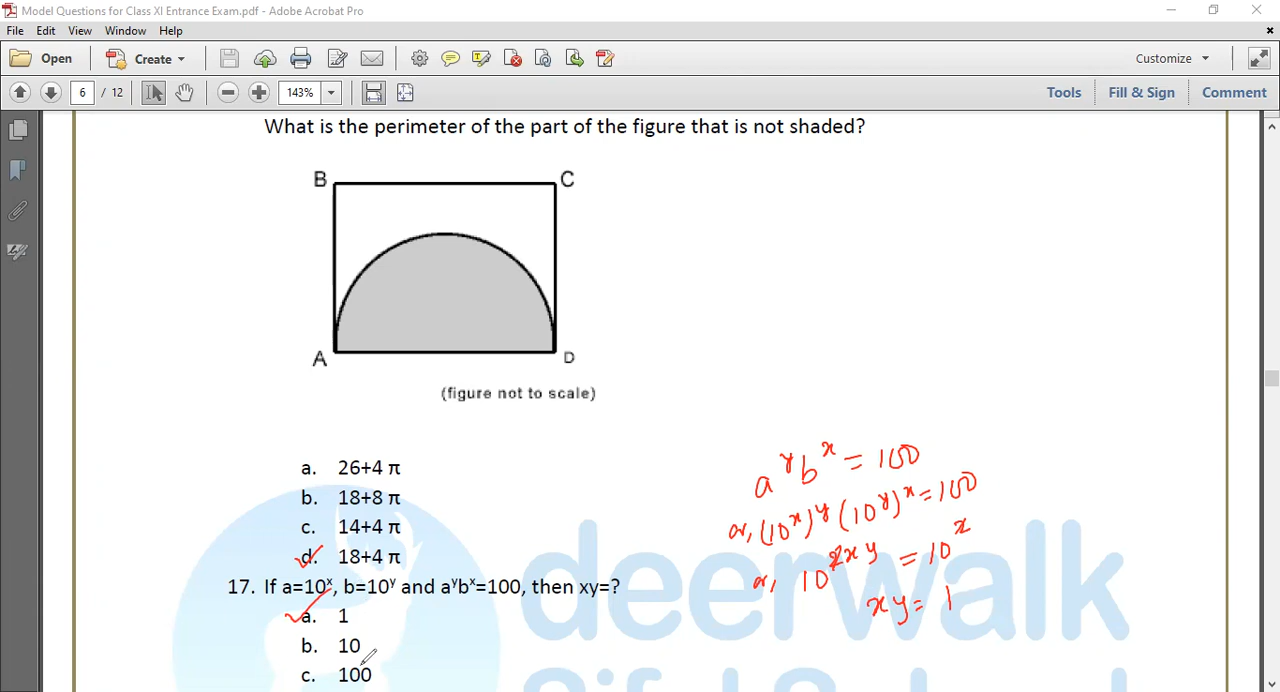 Model Questions for Class XI Entrance Exam.pdf - Adobe Acrobat Pro
File Edit View Window Help
Open Create Customize
6 / 12 143% Tools Fill & Sign Comment
What is the perimeter of the part of the figure that is not shaded?
B C
A D
(figure not to scale)
a. 26+4 π
b. 18+8 π
c. 14+4 π
d. 18+4 π
17. If a=10ˣ, b=10ʸ and aʸbˣ=100, then xy=?
a. 1
b. 10
c. 100
aʸbˣ = 100
or, (10ˣ)ʸ (10ʸ)ˣ = 100
or, 10²ˣʸ = 10²
xy = 1
deerwalk